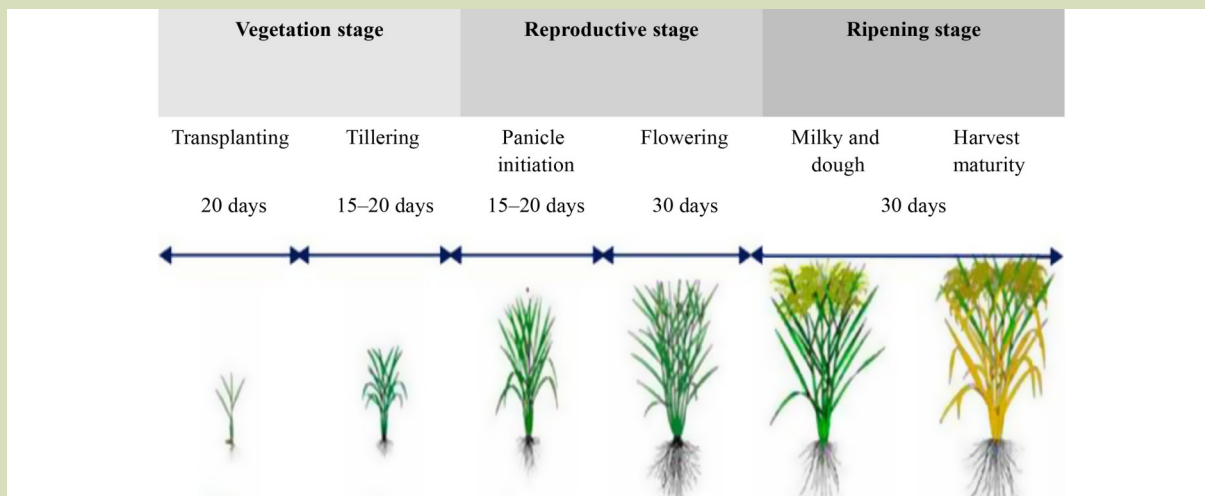 Vegetation stage
Reproductive stage
Ripening stage
Transplanting
Tillering
Panicle
initiation
Flowering
Milky and
dough
Harvest
maturity
20 days
15–20 days
15–20 days
30 days
30 days